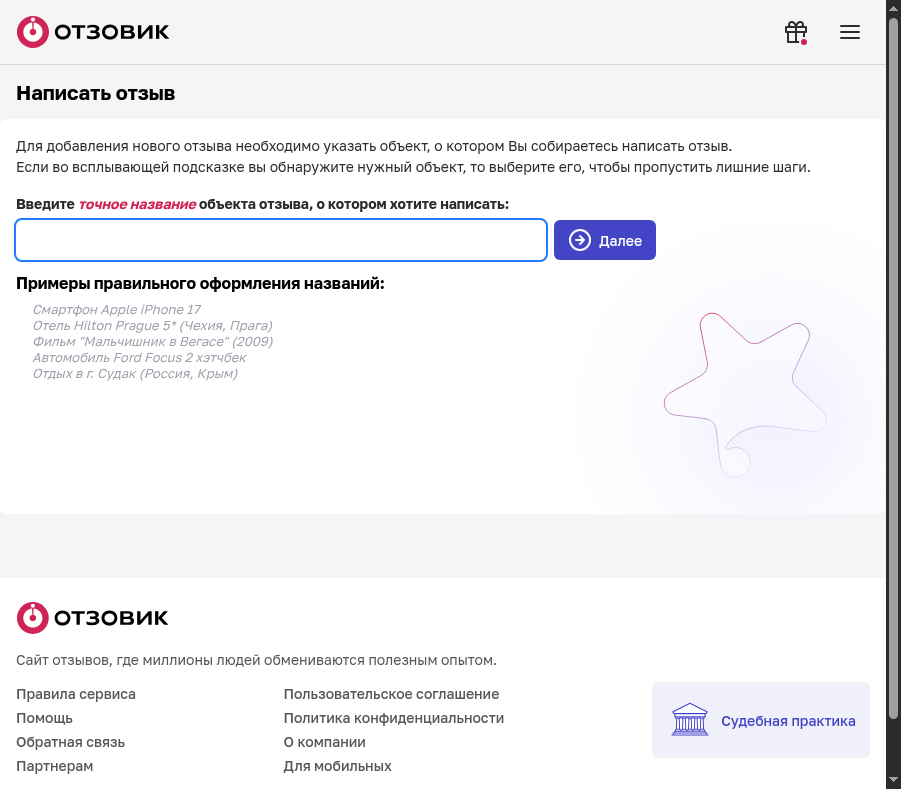 ОТЗОВИК
Написать отзыв
Для добавления нового отзыва необходимо указать объект, о котором Вы собираетесь написать отзыв.
Если во всплывающей подсказке вы обнаружите нужный объект, то выберите его, чтобы пропустить лишние шаги.
Введите точное название объекта отзыва, о котором хотите написать:
Далее
Примеры правильного оформления названий:
Смартфон Apple iPhone 17
Отель Hilton Prague 5* (Чехия, Прага)
Фильм "Мальчишник в Вегасе" (2009)
Автомобиль Ford Focus 2 хэтчбек
Отдых в г. Судак (Россия, Крым)
ОТЗОВИК
Сайт отзывов, где миллионы людей обмениваются полезным опытом.
Правила сервиса
Помощь
Обратная связь
Партнерам
Пользовательское соглашение
Политика конфиденциальности
О компании
Для мобильных
Судебная практика